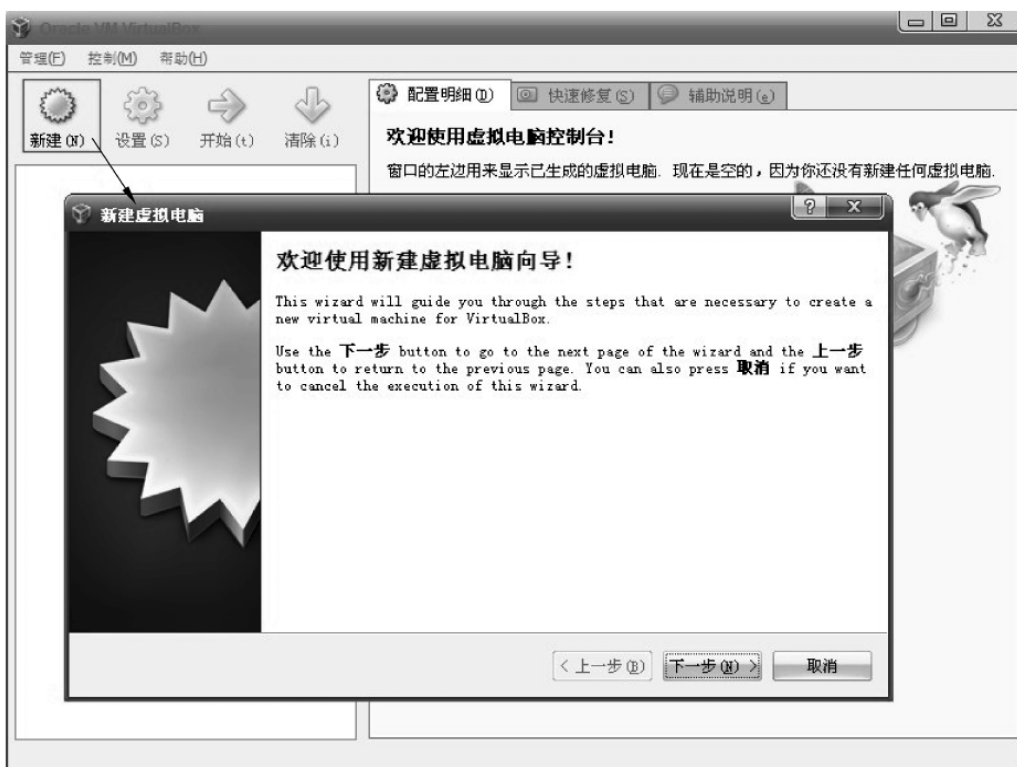 Oracle VM VirtualBox
管理(F) 控制(M) 帮助(H)
新建(N) 设置(S) 开始(t) 清除(i)
配置明细(D) 快速修复(S) 辅助说明(e)
欢迎使用虚拟电脑控制台!
窗口的左边用来显示已生成的虚拟电脑. 现在是空的,因为你还没有新建任何虚拟电脑.
新建虚拟电脑
? X
欢迎使用新建虚拟电脑向导!
This wizard will guide you through the steps that are necessary to create a
new virtual machine for VirtualBox.
Use the 下一步 button to go to the next page of the wizard and the 上一步
button to return to the previous page. You can also press 取消 if you want
to cancel the execution of this wizard.
< 上一步(B) 下一步(N) > 取消